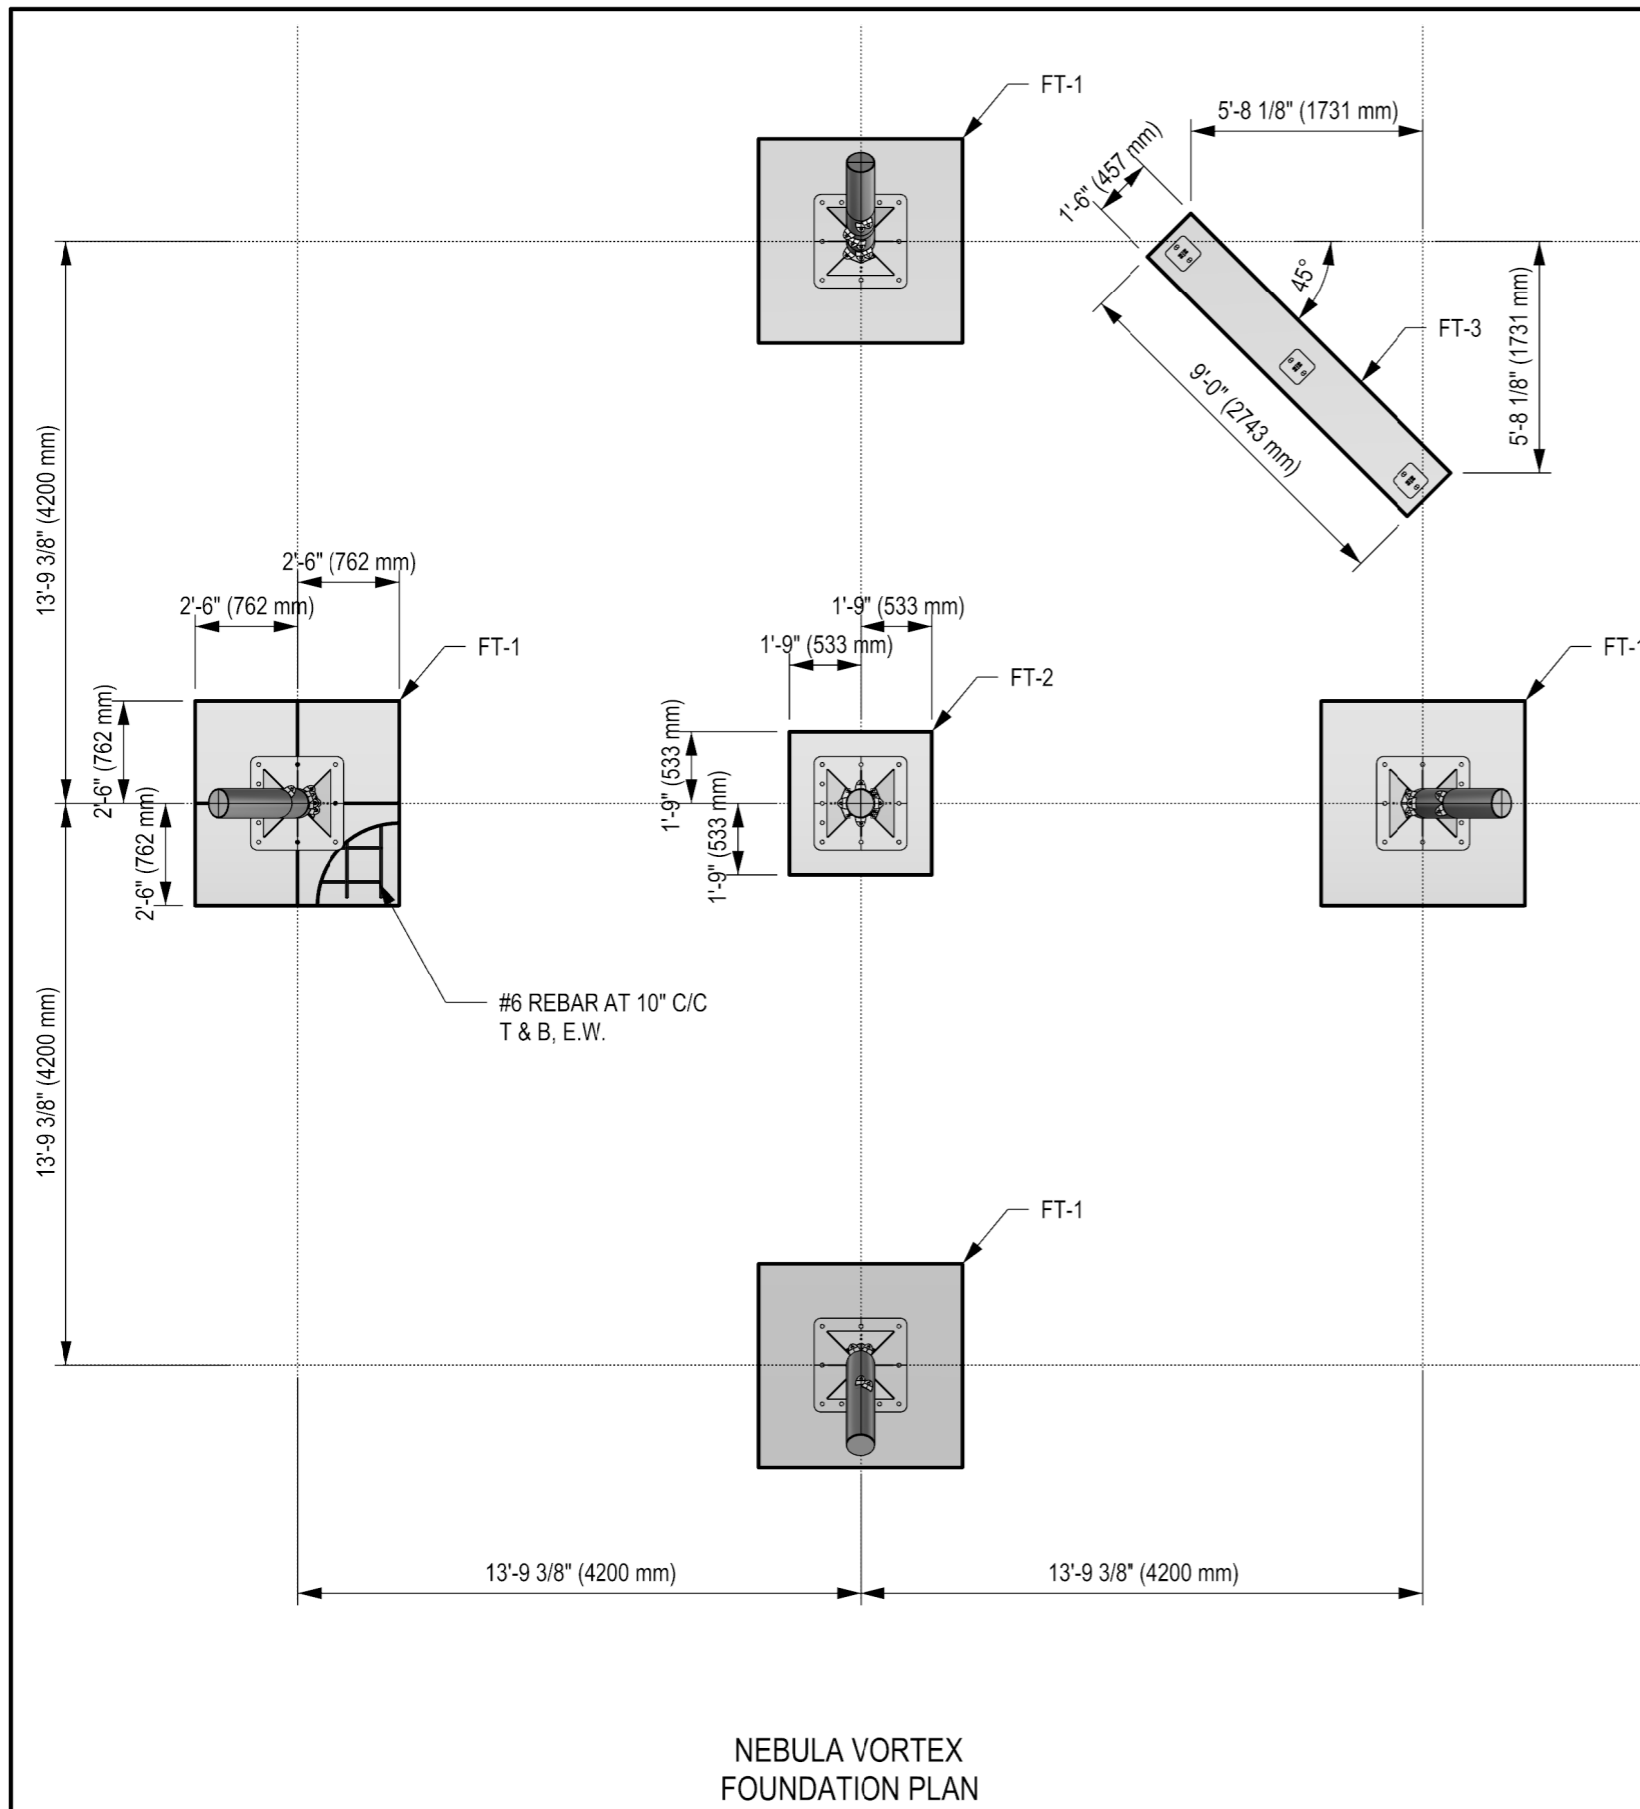 FT-1
5'-8 1/8" (1731 mm)
1'-6" (457 mm)
45°
FT-3
5'-8 1/8" (1731 mm)
9'-0" (2743 mm)
13'-9 3/8" (4200 mm)
2'-6" (762 mm)
2'-6" (762 mm)
1'-9" (533 mm)
1'-9" (533 mm)
FT-1
FT-2
FT-1
2'-6" (762 mm)
2'-6" (762 mm)
1'-9" (533 mm)
1'-9" (533 mm)
#6 REBAR AT 10" C/C
T & B, E.W.
13'-9 3/8" (4200 mm)
FT-1
13'-9 3/8" (4200 mm)
13'-9 3/8" (4200 mm)
NEBULA VORTEX
FOUNDATION PLAN